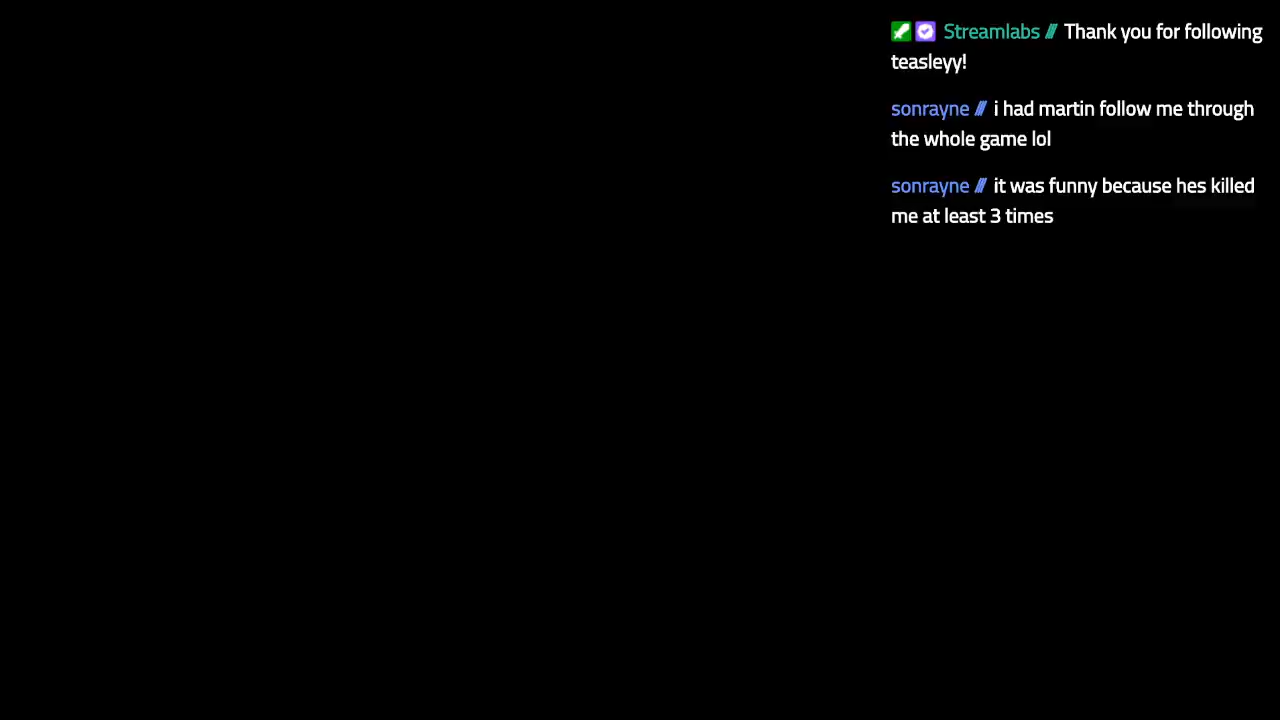 Streamlabs /// Thank you for following
teasleyy!
sonrayne /// i had martin follow me through
the whole game lol
sonrayne /// it was funny because hes killed
me at least 3 times